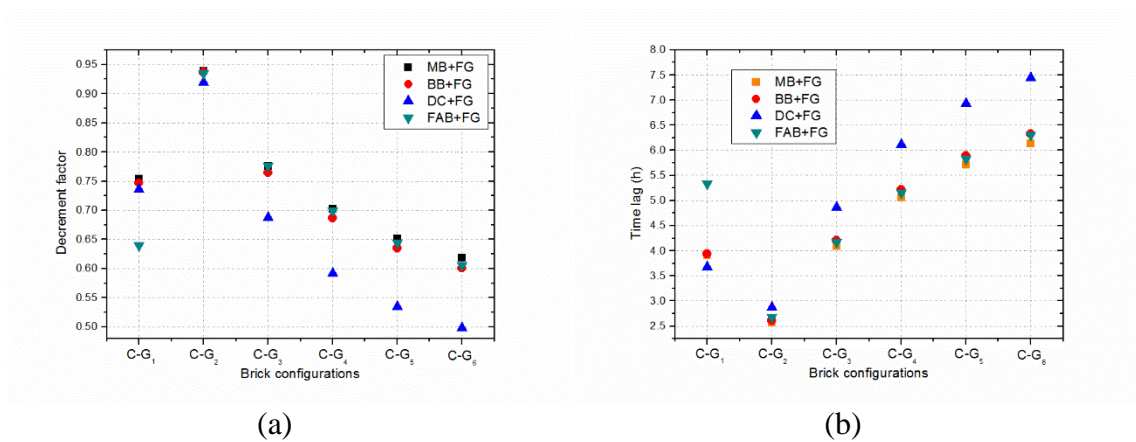 0.95
0.90
0.85
0.80
0.75
0.70
0.65
0.60
0.55
0.50
Decrement factor
MB+FG
BB+FG
DC+FG
FAB+FG
C-G₁ C-G₂ C-G₃ C-G₄ C-G₅ C-G₆
Brick configurations
(a)
8.0
7.5
7.0
6.5
6.0
5.5
5.0
4.5
4.0
3.5
3.0
2.5
Time lag (h)
MB+FG
BB+FG
DC+FG
FAB+FG
C-G₁ C-G₂ C-G₃ C-G₄ C-G₅ C-G₆
Brick configurations
(b)